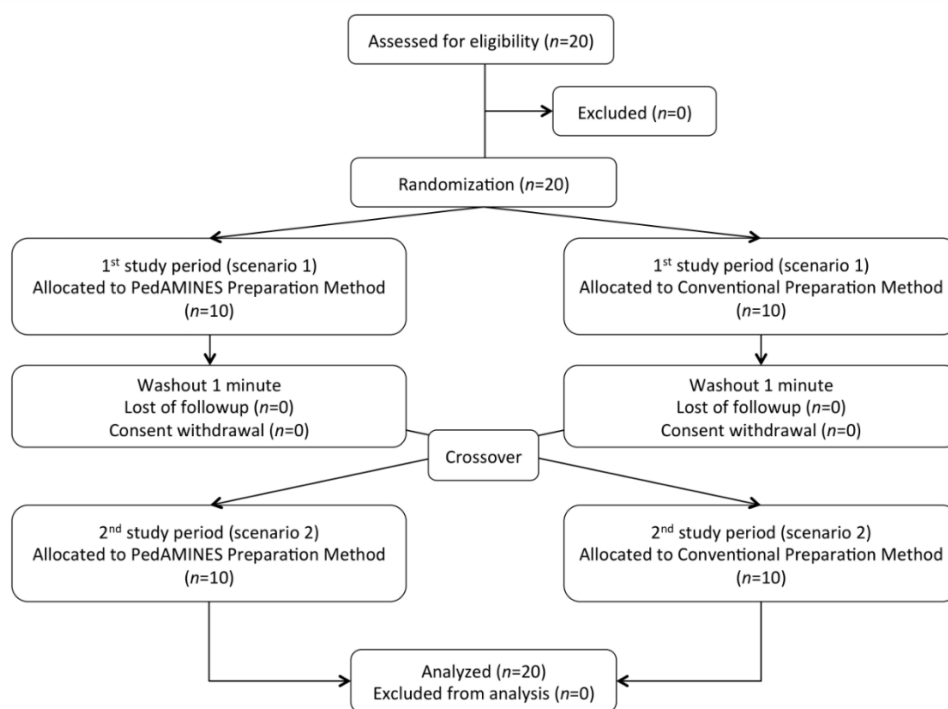 Assessed for eligibility (n=20)
Excluded (n=0)
Randomization (n=20)
1st study period (scenario 1)
Allocated to PedAMINES Preparation Method
(n=10)
1st study period (scenario 1)
Allocated to Conventional Preparation Method
(n=10)
Washout 1 minute
Lost of followup (n=0)
Consent withdrawal (n=0)
Washout 1 minute
Lost of followup (n=0)
Consent withdrawal (n=0)
Crossover
2nd study period (scenario 2)
Allocated to PedAMINES Preparation Method
(n=10)
2nd study period (scenario 2)
Allocated to Conventional Preparation Method
(n=10)
Analyzed (n=20)
Excluded from analysis (n=0)